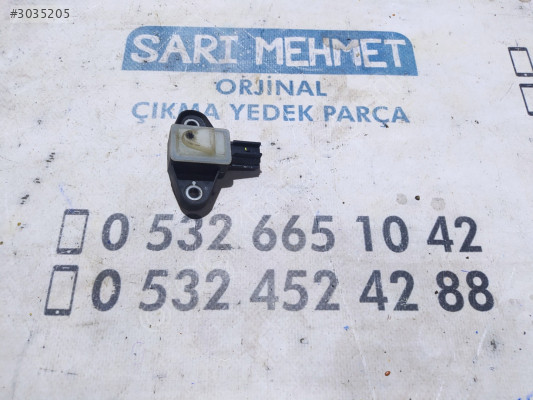 #3035205
SARI MEHMET
ORJİNAL
ÇIKMA YEDEK PARÇA
0 532 665 10 42
0 532 452 42 88